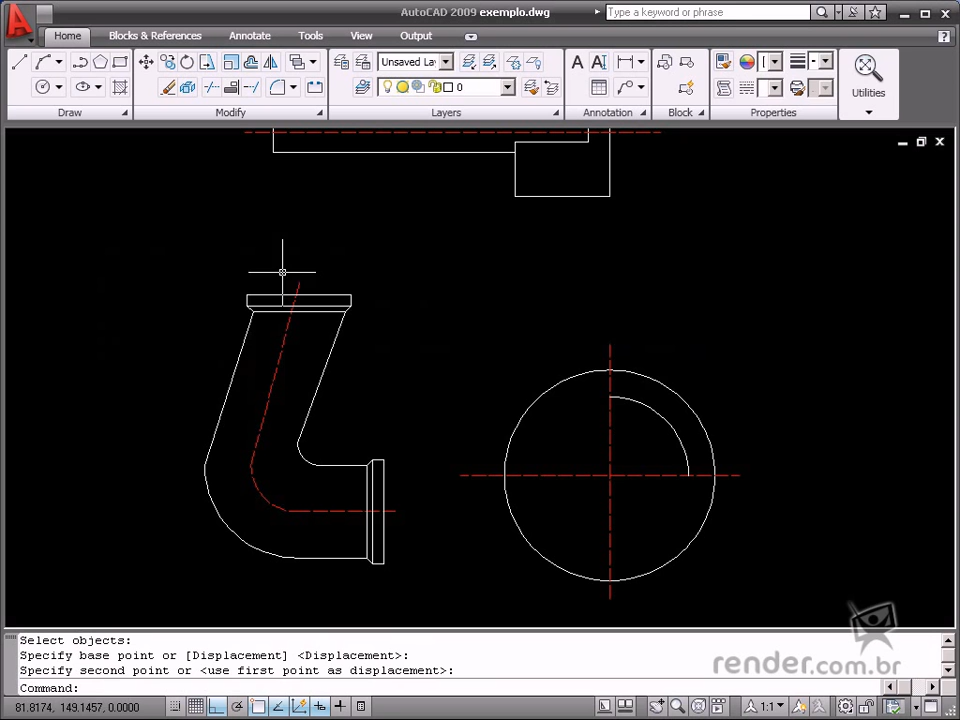 AutoCAD 2009 exemplo.dwg
Type a keyword or phrase
Home
Blocks & References
Annotate
Tools
View
Output
Unsaved La
0
Utilities
Draw
Modify
Layers
Annotation
Block
Properties
Select objects:
Specify base point or [Displacement] <Displacement>:
Specify second point or <use first point as displacement>:
Command:
render.com.br
81.8174, 149.1457, 0.0000
1:1